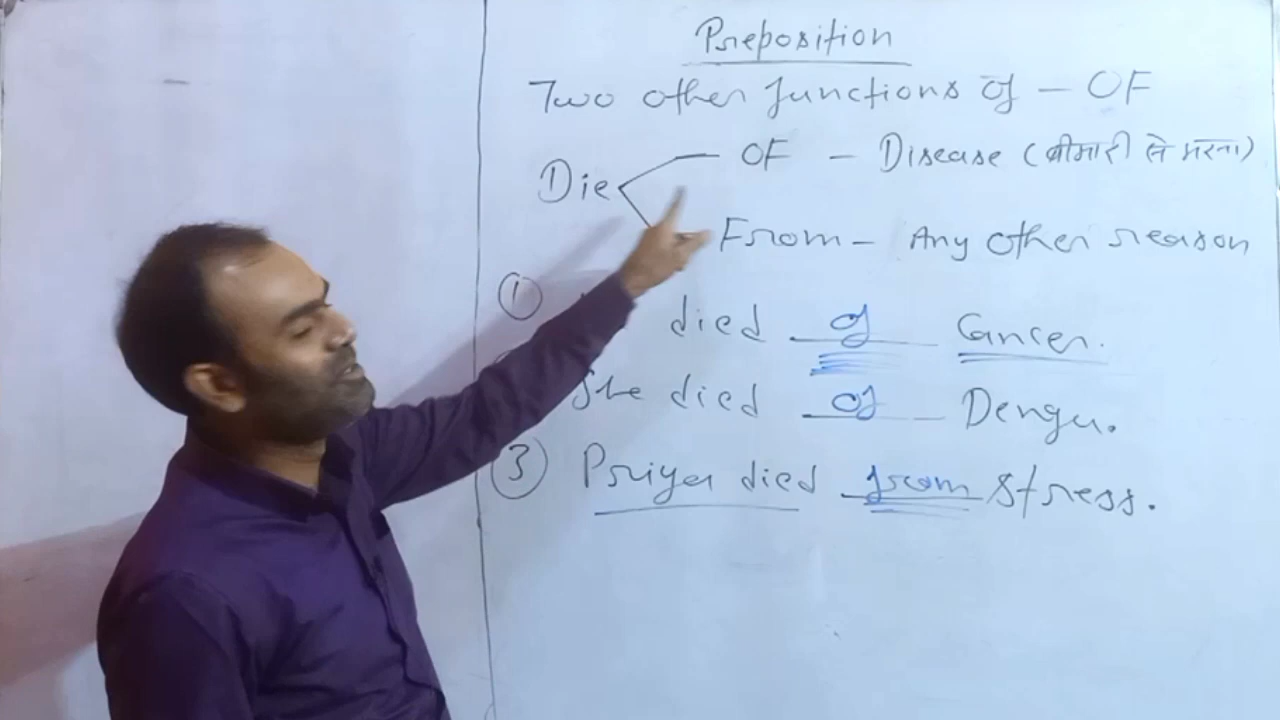 Preposition
Two other functions of – OF
Die OF – Disease (बीमारी से मरना)
From – Any other reason
① died of Cancer.
She died of Dengu.
③ Priya died from stress.